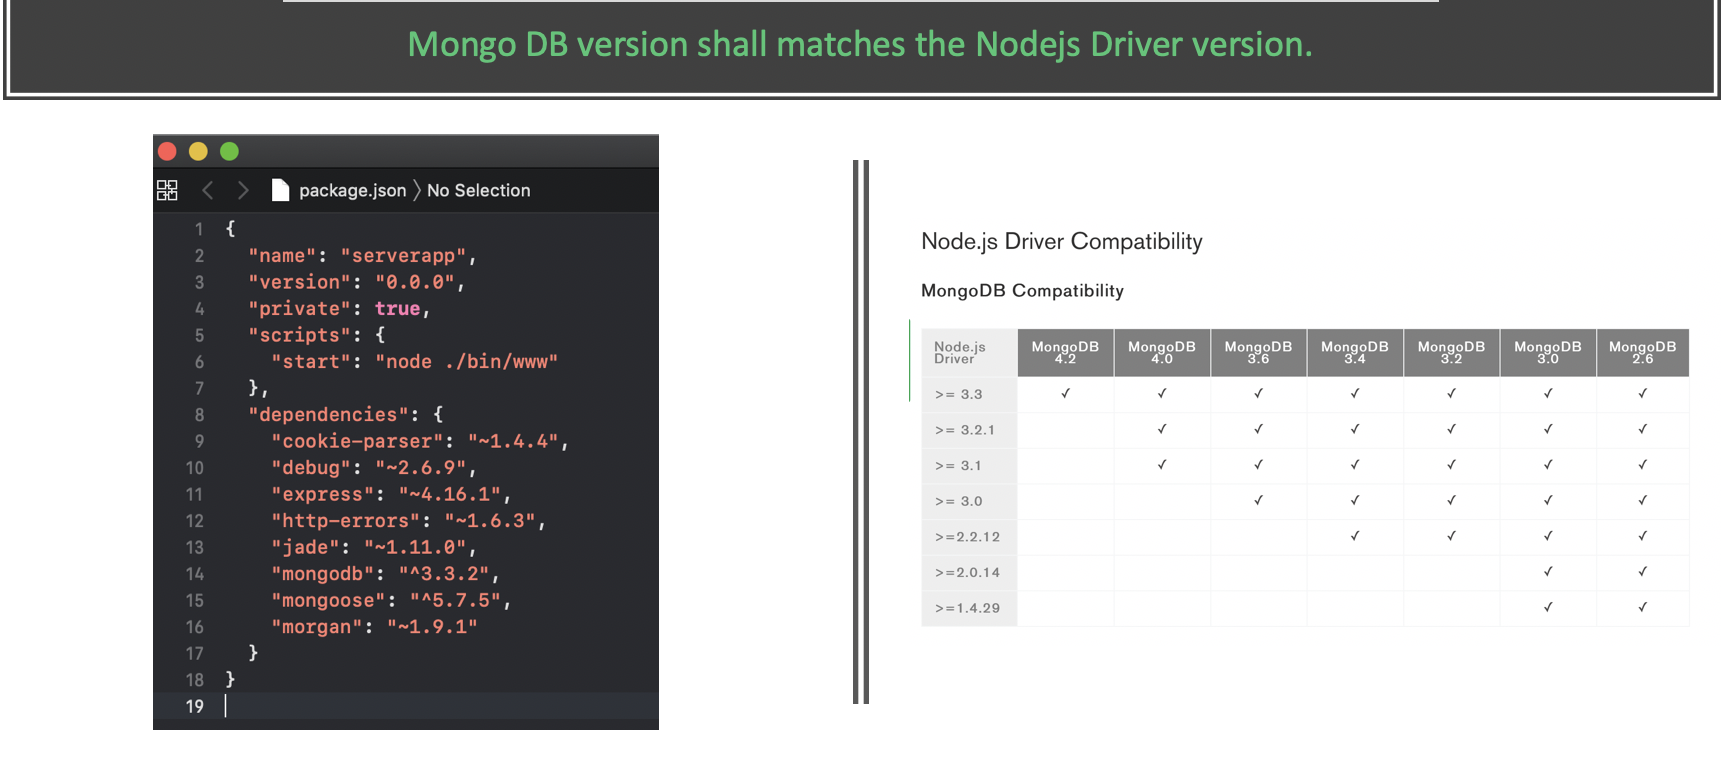 Mongo DB version shall matches the Nodejs Driver version.
package.json 〉No Selection
1 {
2 "name": "serverapp",
3 "version": "0.0.0",
4 "private": true,
5 "scripts": {
6 "start": "node ./bin/www"
7 },
8 "dependencies": {
9 "cookie-parser": "~1.4.4",
10 "debug": "~2.6.9",
11 "express": "~4.16.1",
12 "http-errors": "~1.6.3",
13 "jade": "~1.11.0",
14 "mongodb": "^3.3.2",
15 "mongoose": "^5.7.5",
16 "morgan": "~1.9.1"
17 }
18 }
19
Node.js Driver Compatibility
MongoDB Compatibility
Node.js Driver MongoDB 4.2 MongoDB 4.0 MongoDB 3.6 MongoDB 3.4 MongoDB 3.2 MongoDB 3.0 MongoDB 2.6
>= 3.3 ✓ ✓ ✓ ✓ ✓ ✓ ✓
>= 3.2.1 ✓ ✓ ✓ ✓ ✓ ✓
>= 3.1 ✓ ✓ ✓ ✓ ✓ ✓
>= 3.0 ✓ ✓ ✓ ✓ ✓
>=2.2.12 ✓ ✓ ✓ ✓
>=2.0.14 ✓ ✓
>=1.4.29 ✓ ✓